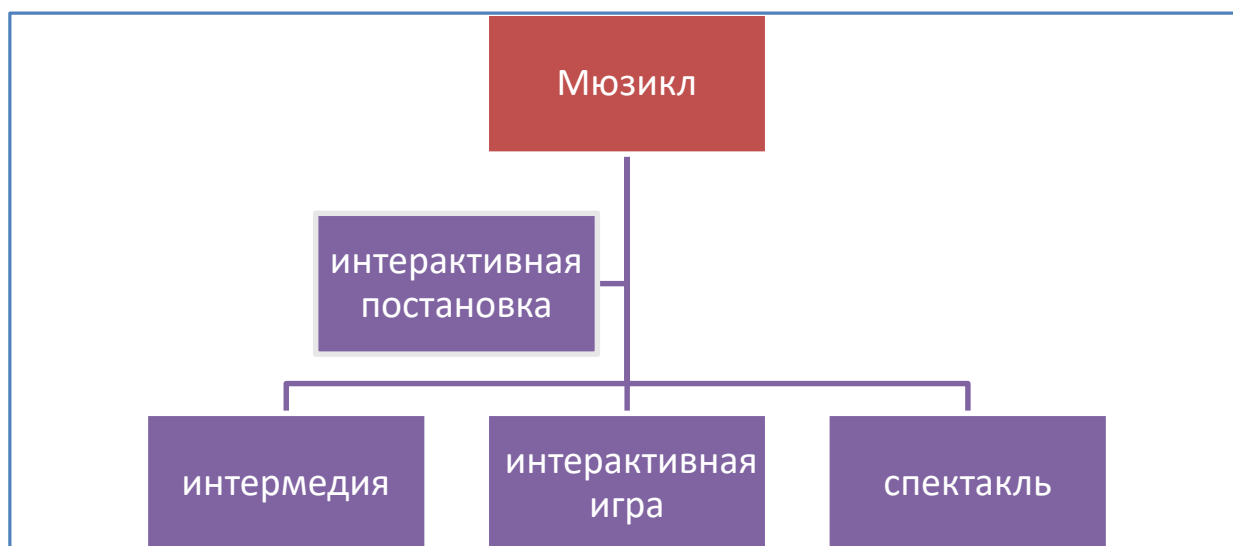 Мюзикл
интерактивная
постановка
интермедия
интерактивная
игра
спектакль